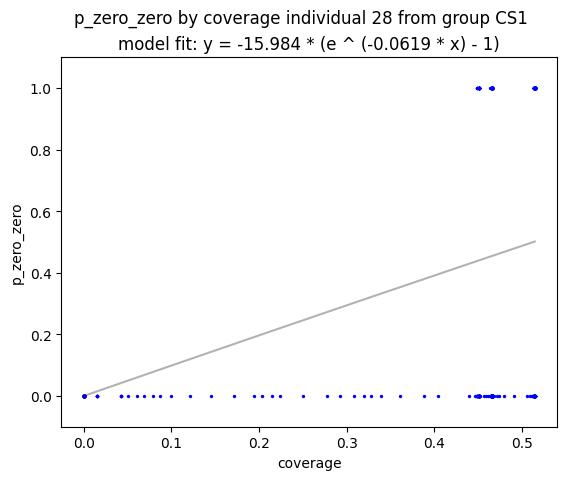 p_zero_zero by coverage individual 28 from group CS1
model fit: y = -15.984 * (e ^ (-0.0619 * x) - 1)
1.0
0.8
0.6
0.4
0.2
0.0
p_zero_zero
0.0 0.1 0.2 0.3 0.4 0.5
coverage